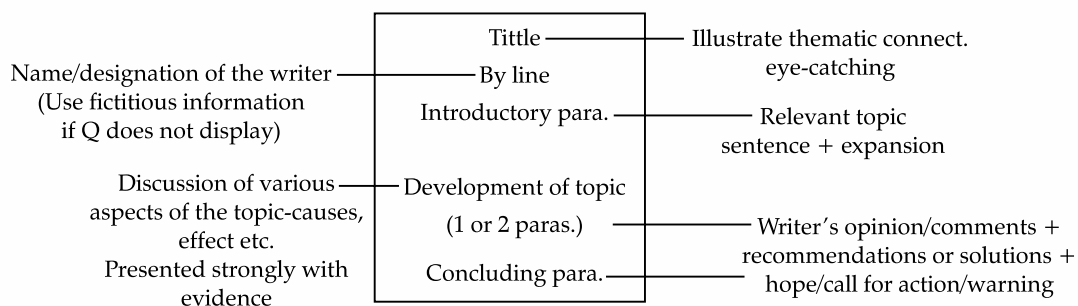 Tittle
Illustrate thematic connect.
eye-catching
Name/designation of the writer
(Use fictitious information
if Q does not display)
By line
Introductory para.
Relevant topic
sentence + expansion
Discussion of various
aspects of the topic-causes,
effect etc.
Presented strongly with
evidence
Development of topic
(1 or 2 paras.)
Writer's opinion/comments +
recommendations or solutions +
hope/call for action/warning
Concluding para.